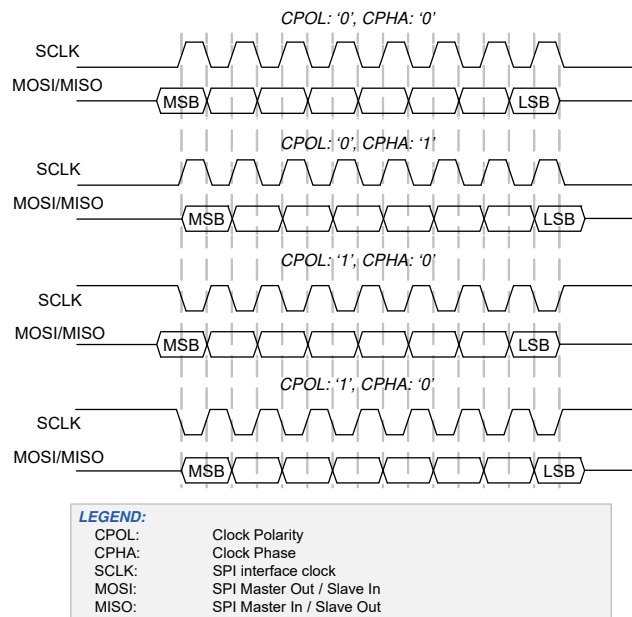 CPOL: ‘0’, CPHA: ‘0’
SCLK
MOSI/MISO
MSB LSB
CPOL: ‘0’, CPHA: ‘1’
SCLK
MOSI/MISO
MSB LSB
CPOL: ‘1’, CPHA: ‘0’
SCLK
MOSI/MISO
MSB LSB
CPOL: ‘1’, CPHA: ‘0’
SCLK
MOSI/MISO
MSB LSB
LEGEND:
CPOL: Clock Polarity
CPHA: Clock Phase
SCLK: SPI interface clock
MOSI: SPI Master Out / Slave In
MISO: SPI Master In / Slave Out